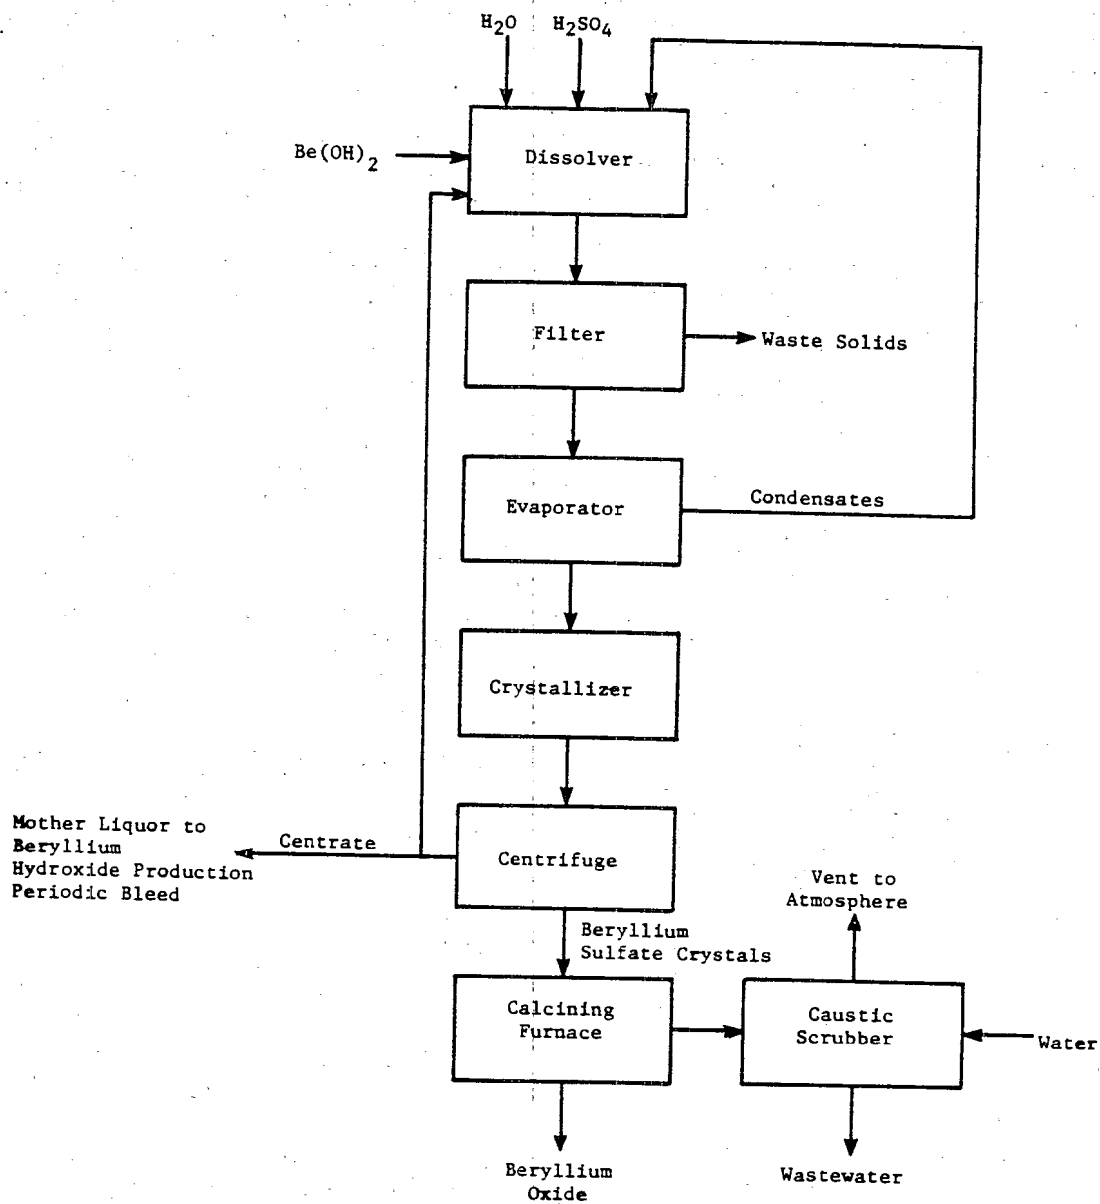 H₂O
H₂SO₄
Be(OH)₂
Dissolver
Filter
Waste Solids
Evaporator
Condensates
Crystallizer
Mother Liquor to
Beryllium
Hydroxide Production
Periodic Bleed
Centrate
Centrifuge
Beryllium
Sulfate Crystals
Vent to
Atmosphere
Calcining
Furnace
Caustic
Scrubber
Water
Beryllium
Oxide
Wastewater